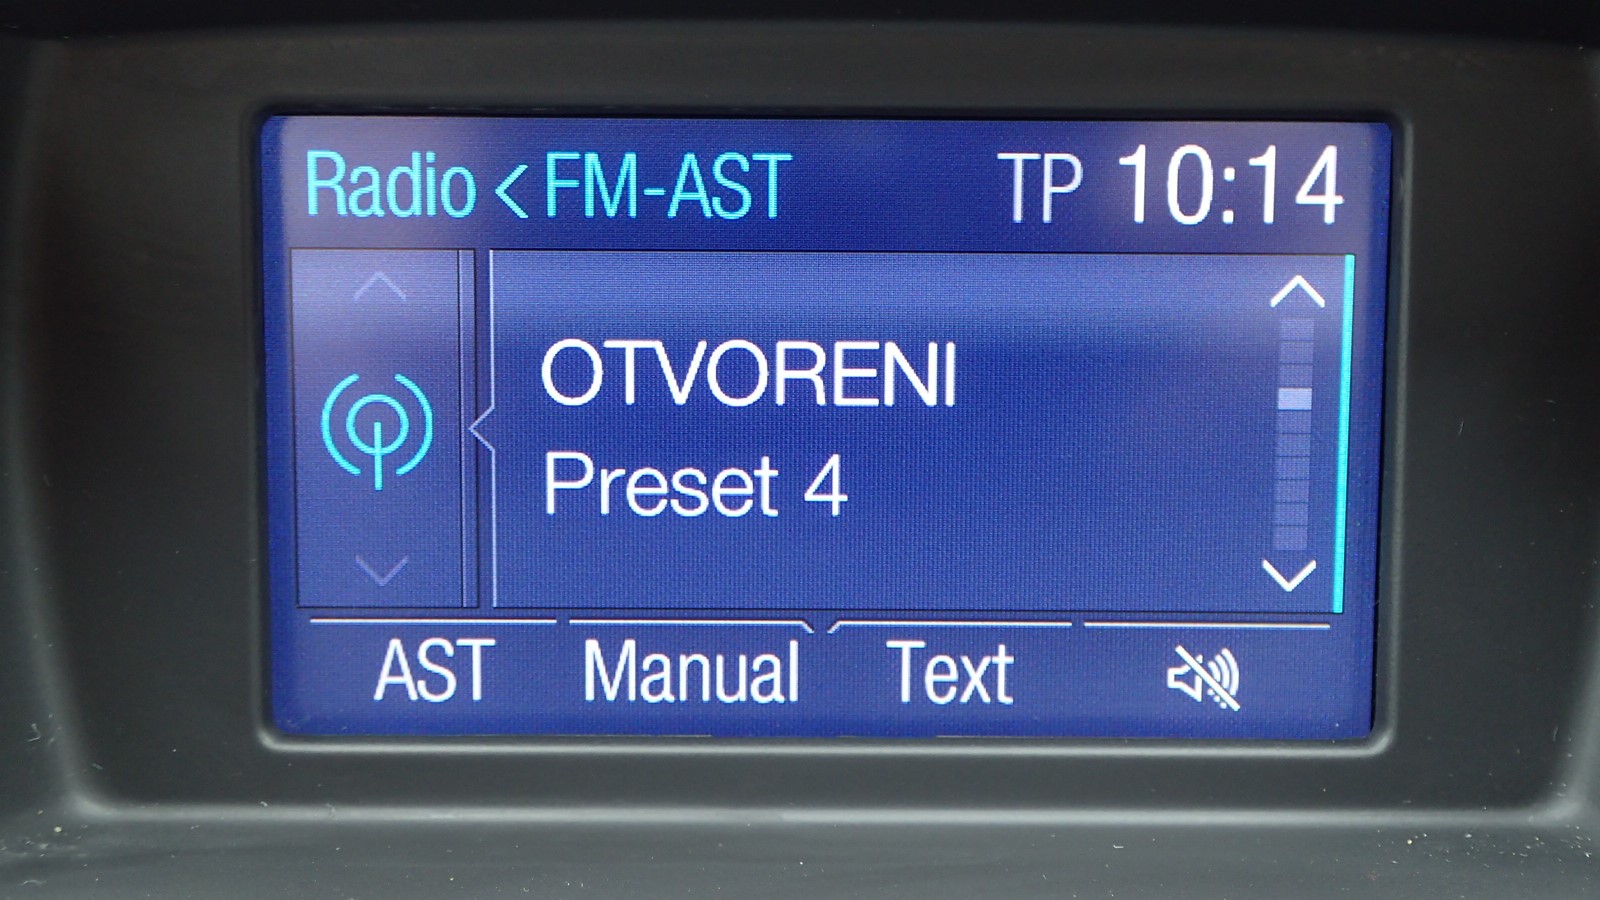 Radio < FM-AST TP 10:14
OTVORENI
Preset 4
AST Manual Text